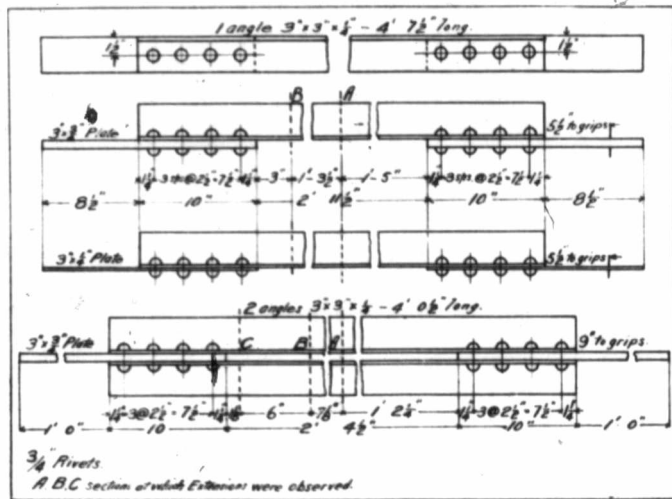 1 angle 3" × 3" × ¼" - 4' 7½" long.
1½"
1½"
B A
3" × ¾" Plate
5½" to grips
1¼" 3 sps. @ 2½" = 7½" 1¼" 3" 1'-3½" 1'-5" 1¼" 3 sps. @ 2½" = 7½" 1¼"
8½" 10" 2' 11½" 10" 8½"
3" × ¼" Plate
5½" to grips
2 angles 3" × 3" × ¼ - 4' 0½" long.
3" × ¾" Plate
C B A
9" to grips.
1¼" 3 @ 2½" = 7½" 1¼" 6" 7⅛" 1' 2¼" 1¼" 3 @ 2½" = 7½" 1¼"
1' 0" 10 2' 4½" 10" 1' 0"
¾" Rivets.
A B.C section at which Extensions were observed.